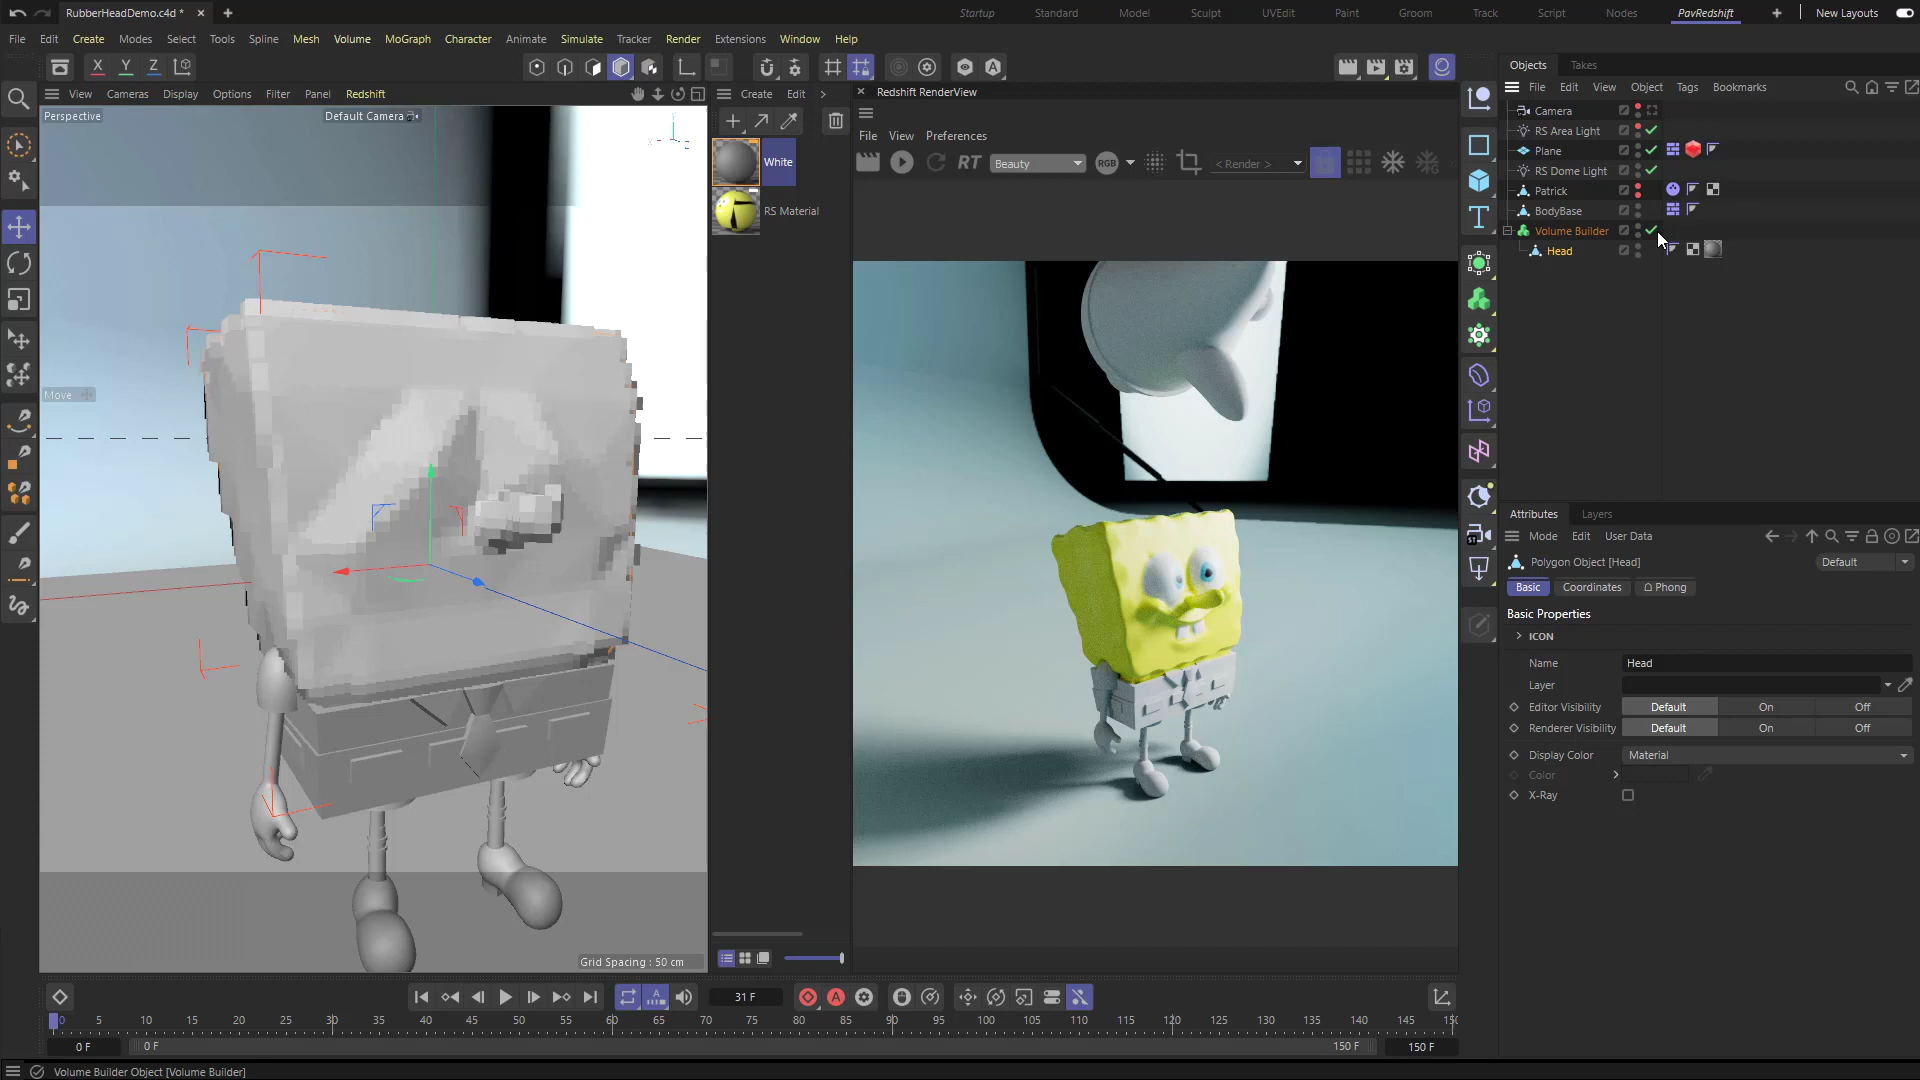 RubberHeadDemo.c4d *
Startup
Standard
Model
Sculpt
UVEdit
Paint
Groom
Track
Script
Nodes
PavRedshift
New Layouts
File Edit Create Modes Select Tools Spline Mesh Volume MoGraph Character Animate Simulate Tracker Render Extensions Window Help
X Y Z
View Cameras Display Options Filter Panel Redshift
Perspective
Default Camera
Move
Grid Spacing : 50 cm
Create Edit
White
RS Material
Redshift RenderView
File View Preferences
RT
Beauty
RGB
< Render >
Objects Takes
File Edit View Object Tags Bookmarks
Camera
RS Area Light
Plane
RS Dome Light
Patrick
BodyBase
Volume Builder
Head
Attributes Layers
Mode Edit User Data
Polygon Object [Head]
Default
Basic Coordinates Phong
Basic Properties
ICON
Name Head
Layer
Editor Visibility Default On Off
Renderer Visibility Default On Off
Display Color Material
Color
X-Ray
31 F
0 5 10 15 20 25 30 35 40 45 50 55 60 65 70 75 80 85 90 95 100 105 110 115 120 125 130 135 140 145
0 F 0 F 150 F 150 F
Volume Builder Object [Volume Builder]